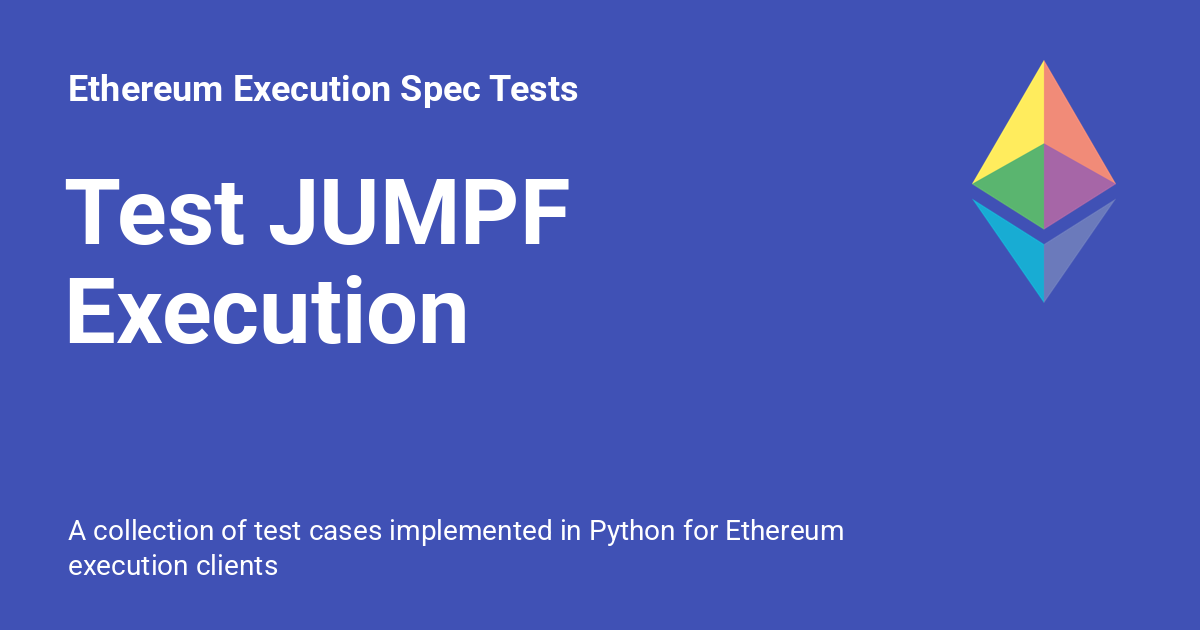 Ethereum Execution Spec Tests
Test JUMPF
Execution
A collection of test cases implemented in Python for Ethereum
execution clients